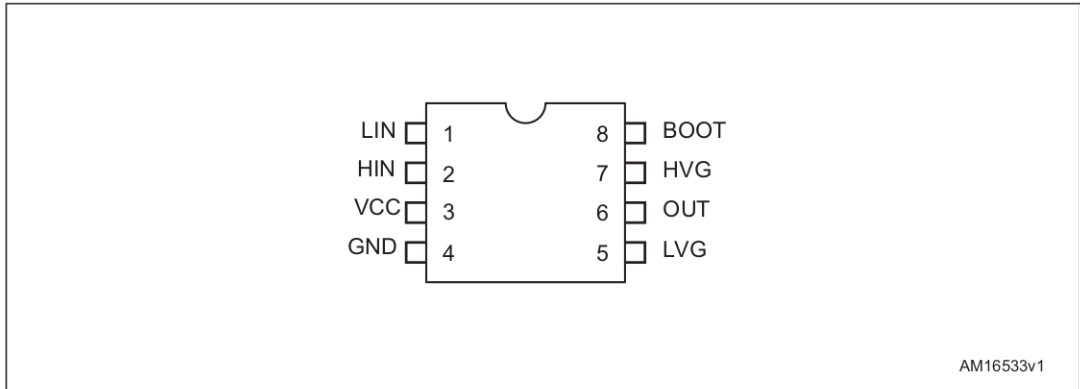 LIN 1 8 BOOT
HIN 2 7 HVG
VCC 3 6 OUT
GND 4 5 LVG
AM16533v1